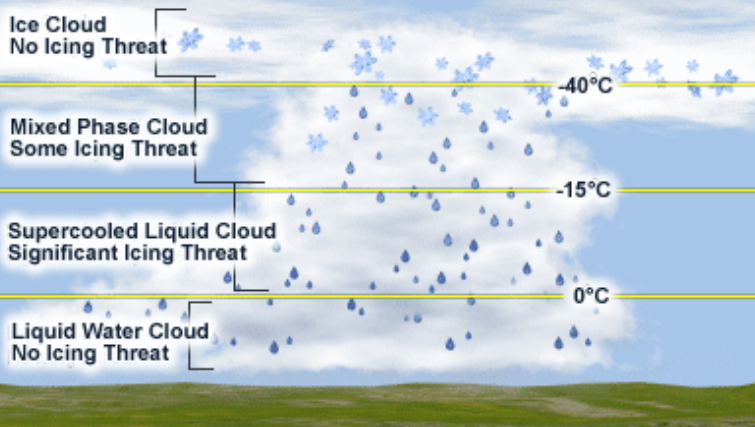 Ice Cloud
No Icing Threat
-40°C
Mixed Phase Cloud
Some Icing Threat
-15°C
Supercooled Liquid Cloud
Significant Icing Threat
0°C
Liquid Water Cloud
No Icing Threat